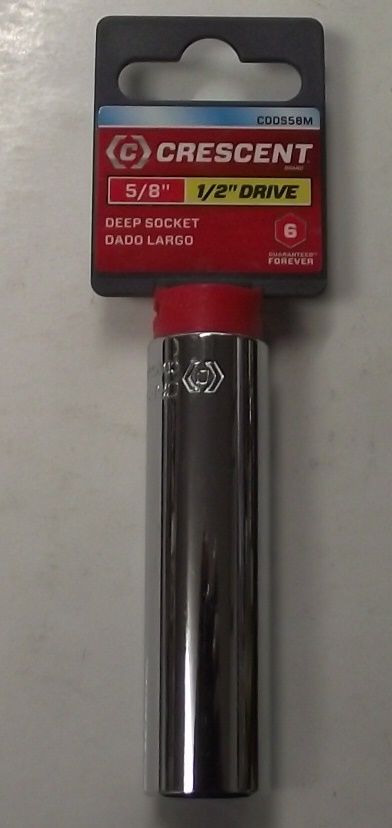 CDDS58M
C CRESCENT
BRAND
5/8" 1/2" DRIVE
DEEP SOCKET
DADO LARGO
6
GUARANTEED
FOREVER